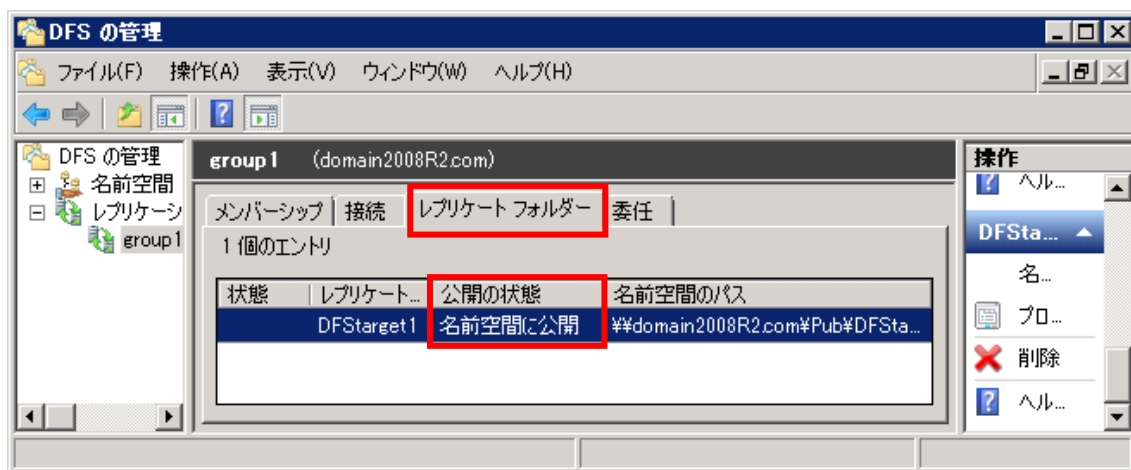 DFS の管理
ファイル(F) 操作(A) 表示(V) ウィンドウ(W) ヘルプ(H)
DFS の管理
名前空間
レプリケーシ
group1
group1 (domain2008R2.com)
メンバーシップ 接続 レプリケート フォルダー 委任
1 個のエントリ
状態 レプリケート... 公開の状態 名前空間のパス
DFStarget1 名前空間に公開 ¥¥domain2008R2.com¥Pub¥DFSta...
操作
ヘル...
DFSta...
名...
プロ...
削除
ヘル...